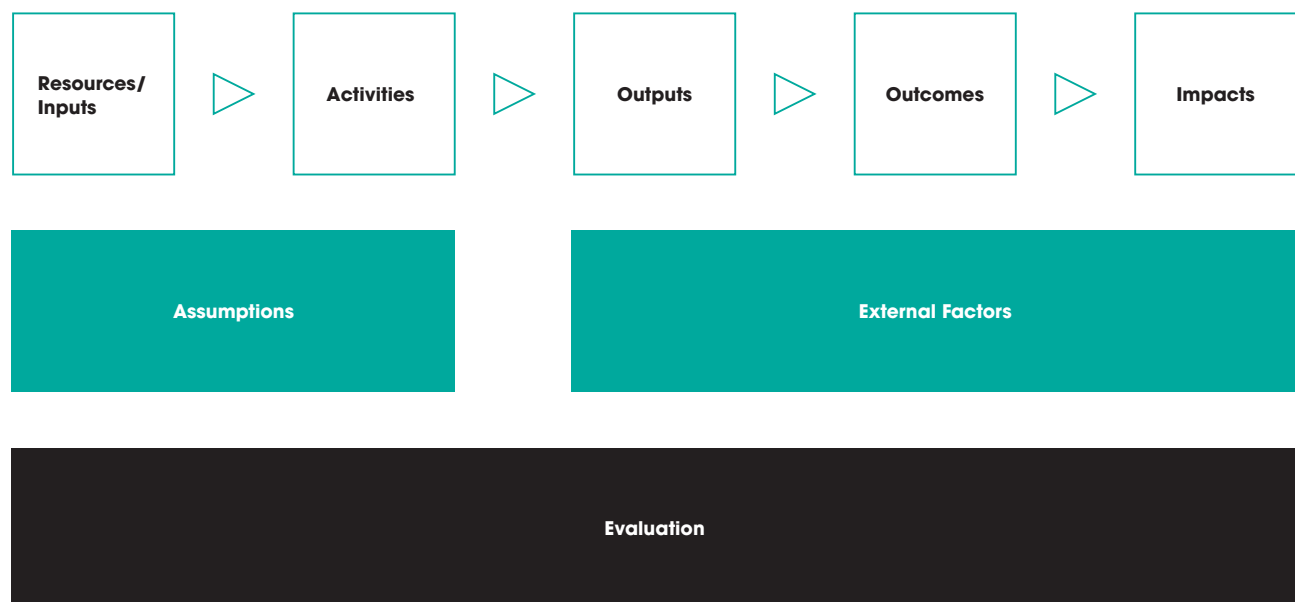 Resources/
Inputs
Activities
Outputs
Outcomes
Impacts
Assumptions
External Factors
Evaluation